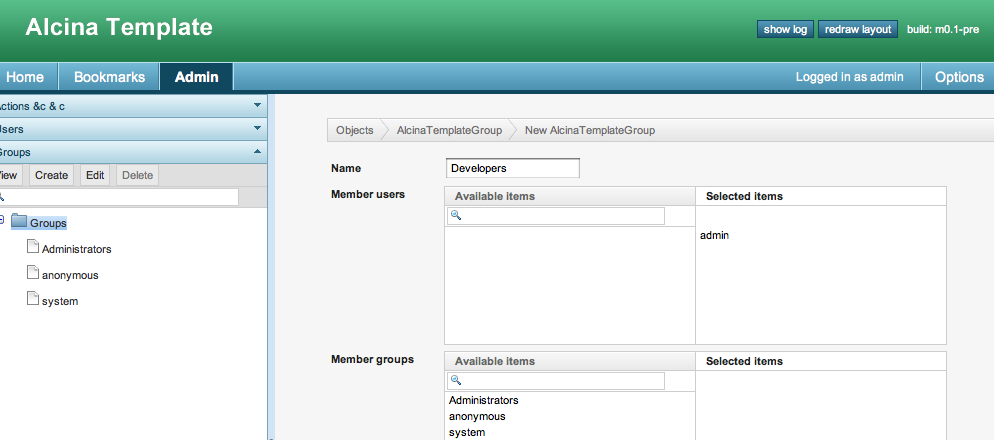 Alcina Template
show log redraw layout build: m0.1-pre
Home Bookmarks Admin Logged in as admin Options
ctions &c & c
sers
roups
iew Create Edit Delete
Groups
Administrators
anonymous
system
Objects AlcinaTemplateGroup New AlcinaTemplateGroup
Name Developers
Member users Available items Selected items
admin
Member groups Available items Selected items
Administrators
anonymous
system